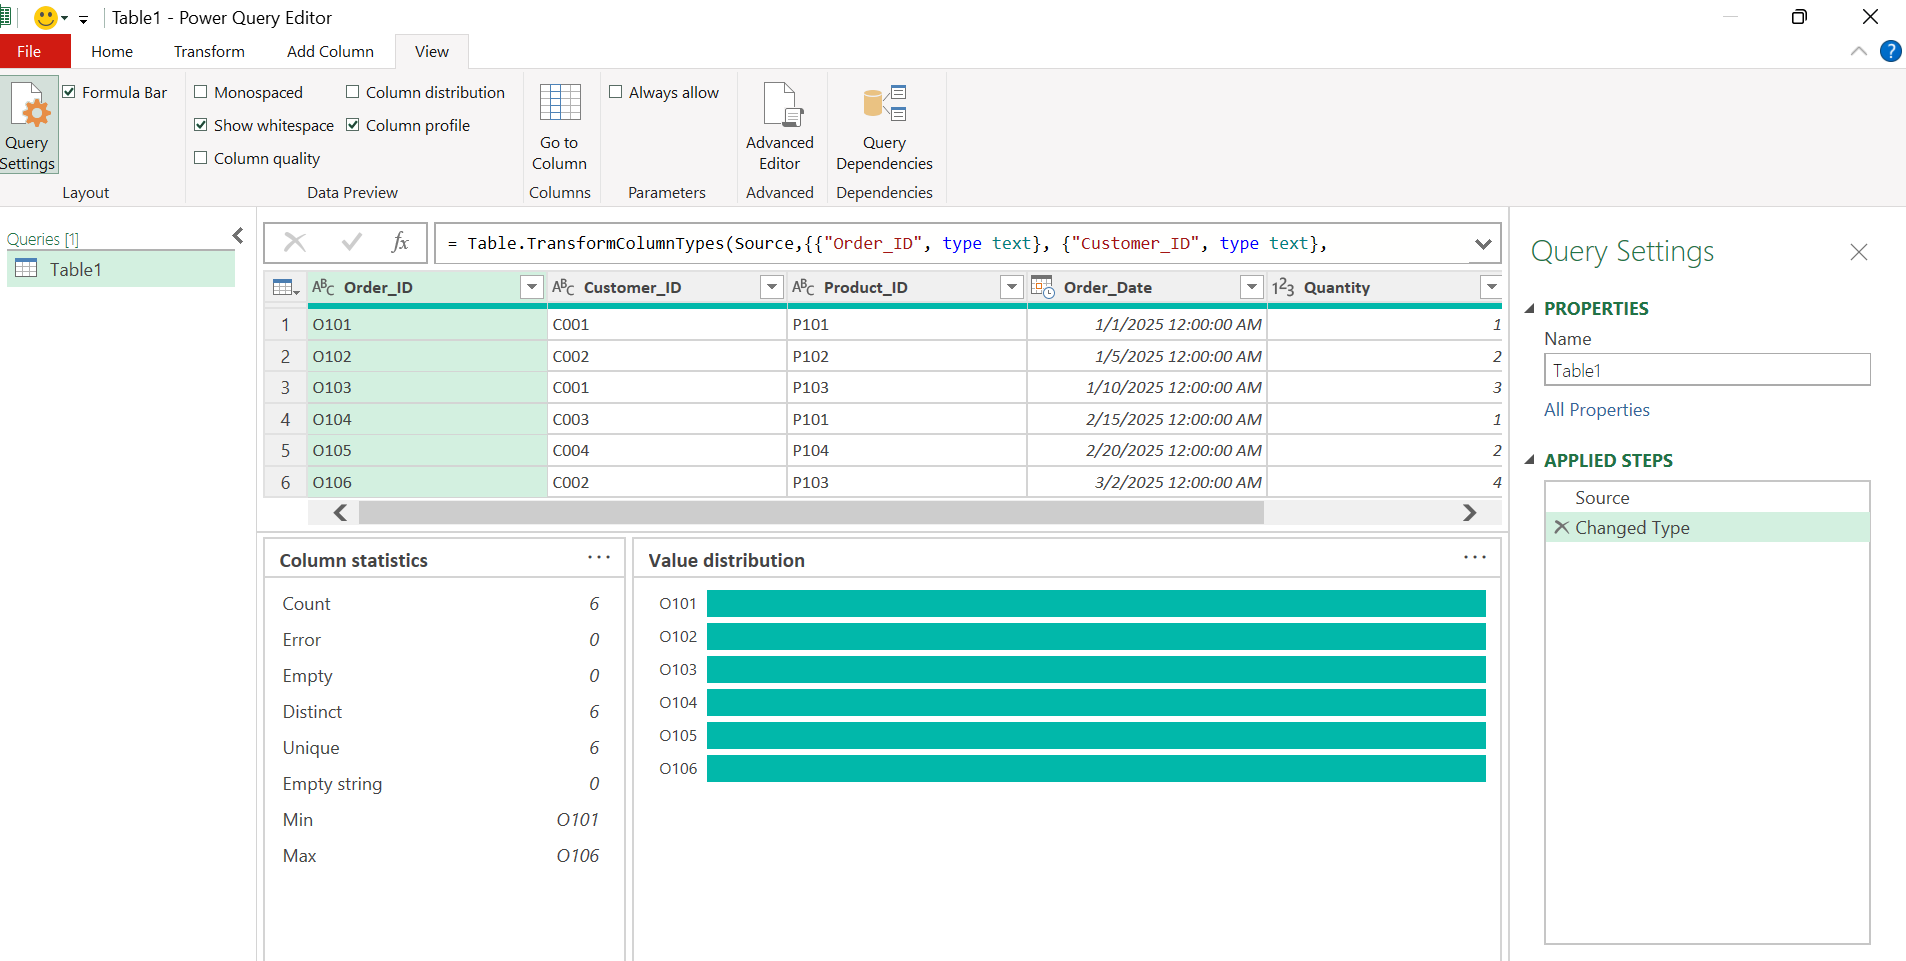 Table1 - Power Query Editor
File Home Transform Add Column View
?
Query Settings
Formula Bar
Layout
Monospaced
Show whitespace
Column quality
Column distribution
Column profile
Data Preview
Go to Column
Columns
Always allow
Parameters
Advanced Editor
Advanced
Query Dependencies
Dependencies
Queries [1]
Table1
fx
= Table.TransformColumnTypes(Source,{{"Order_ID", type text}, {"Customer_ID", type text},
ABC Order_ID ABC Customer_ID ABC Product_ID Order_Date 123 Quantity
1 O101 C001 P101 1/1/2025 12:00:00 AM 1
2 O102 C002 P102 1/5/2025 12:00:00 AM 2
3 O103 C001 P103 1/10/2025 12:00:00 AM 3
4 O104 C003 P101 2/15/2025 12:00:00 AM 1
5 O105 C004 P104 2/20/2025 12:00:00 AM 2
6 O106 C002 P103 3/2/2025 12:00:00 AM 4
Column statistics ...
Count 6
Error 0
Empty 0
Distinct 6
Unique 6
Empty string 0
Min O101
Max O106
Value distribution ...
O101
O102
O103
O104
O105
O106
Query Settings
PROPERTIES
Name
Table1
All Properties
APPLIED STEPS
Source
Changed Type